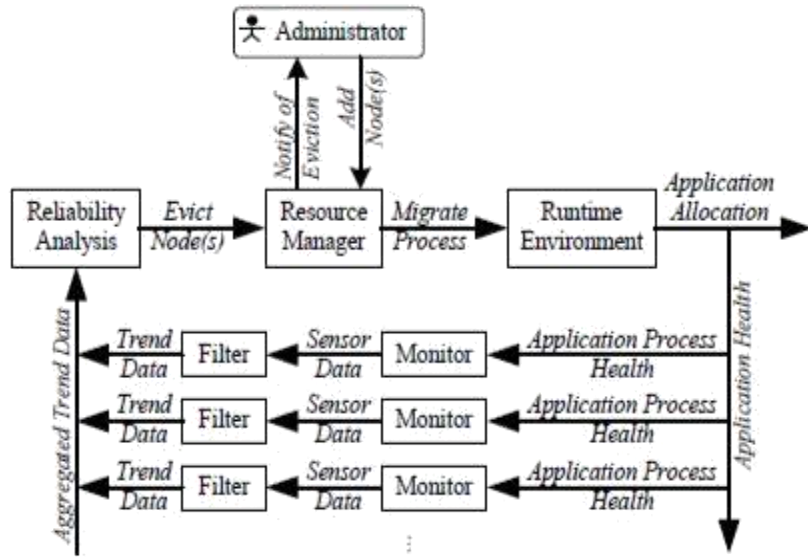 Administrator
Notify of
Eviction
Add
Node(s)
Reliability
Analysis
Evict
Node(s)
Resource
Manager
Migrate
Process
Runtime
Environment
Application
Allocation
Aggregated Trend Data
Trend
Data
Filter
Sensor
Data
Monitor
Application Process
Health
Trend
Data
Filter
Sensor
Data
Monitor
Application Process
Health
Trend
Data
Filter
Sensor
Data
Monitor
Application Process
Health
Application Health
...